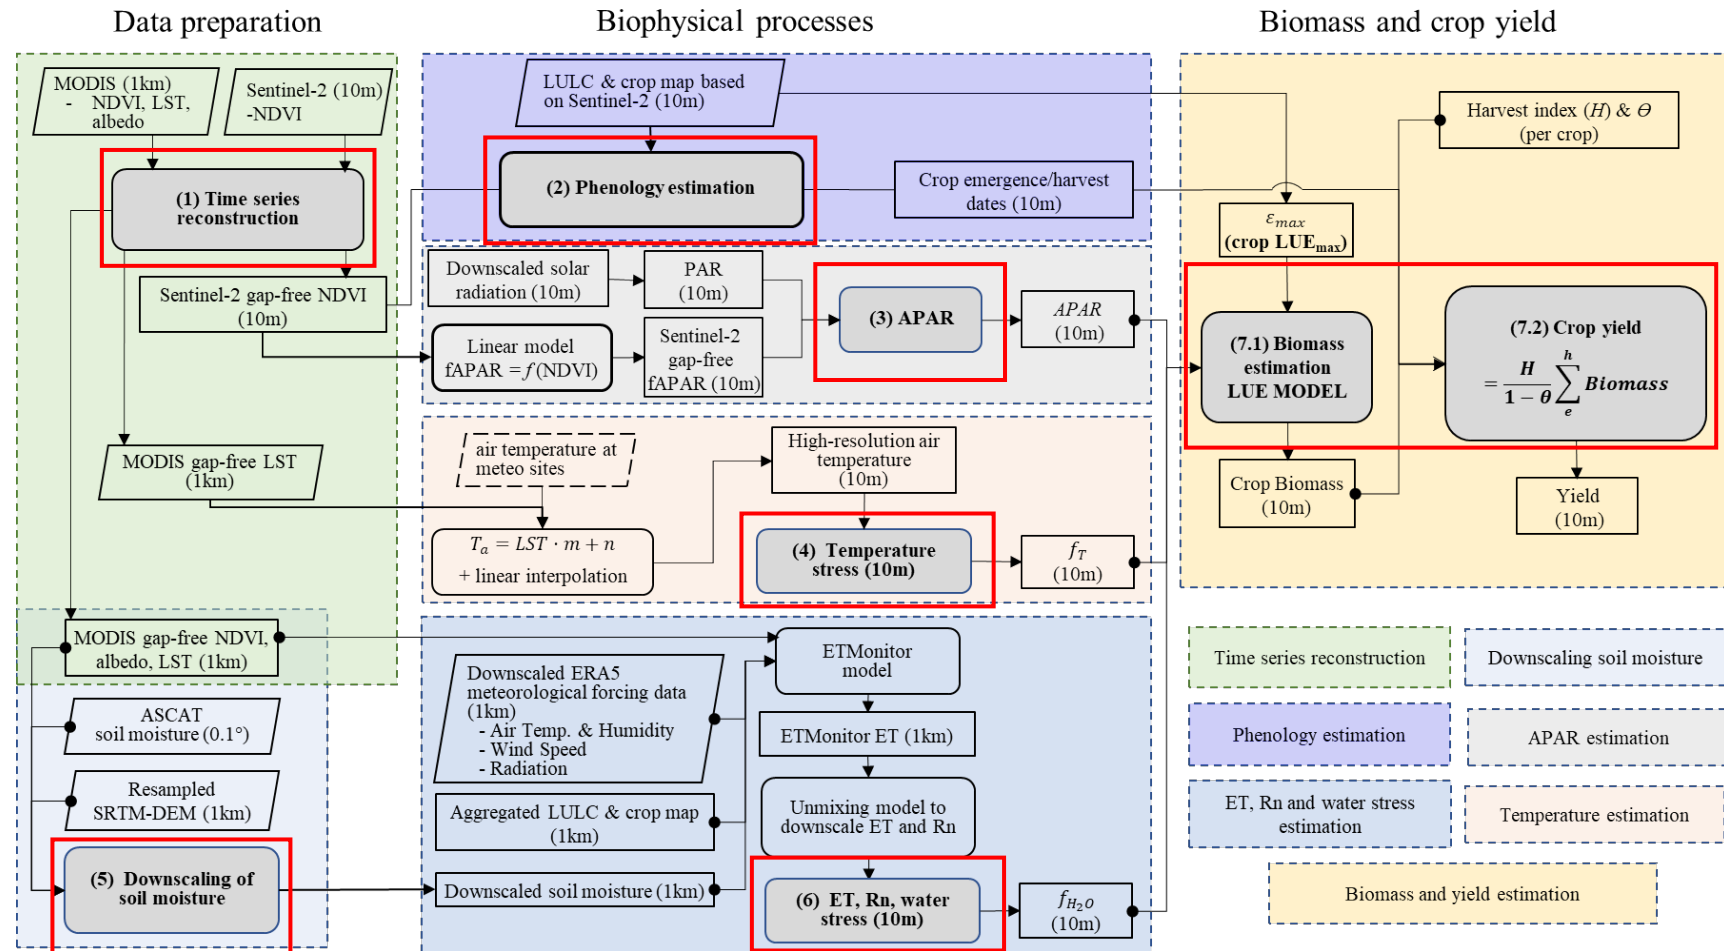 Data preparation
Biophysical processes
Biomass and crop yield
MODIS (1km)
- NDVI, LST,
albedo
Sentinel-2 (10m)
-NDVI
(1) Time series
reconstruction
Sentinel-2 gap-free NDVI
(10m)
MODIS gap-free LST
(1km)
MODIS gap-free NDVI,
albedo, LST (1km)
ASCAT
soil moisture (0.1°)
Resampled
SRTM-DEM (1km)
(5) Downscaling of
soil moisture
LULC & crop map based
on Sentinel-2 (10m)
(2) Phenology estimation
Crop emergence/harvest
dates (10m)
Downscaled solar
radiation (10m)
PAR
(10m)
Linear model
fAPAR = f(NDVI)
Sentinel-2
gap-free
fAPAR (10m)
(3) APAR
APAR
(10m)
air temperature at
meteo sites
High-resolution air
temperature
(10m)
T_a = LST · m + n
+ linear interpolation
(4) Temperature
stress (10m)
f_T
(10m)
Downscaled ERA5
meteorological forcing data
(1km)
- Air Temp. & Humidity
- Wind Speed
- Radiation
Aggregated LULC & crop map
(1km)
Downscaled soil moisture (1km)
ETMonitor
model
ETMonitor ET (1km)
Unmixing model to
downscale ET and Rn
(6) ET, Rn, water
stress (10m)
f_{H_2O}
(10m)
Harvest index (H) & Θ
(per crop)
ε_max
(crop LUE_max)
(7.1) Biomass
estimation
LUE MODEL
(7.2) Crop yield
= H/(1 − θ) ∑_e^h Biomass
Crop Biomass
(10m)
Yield
(10m)
Time series reconstruction
Downscaling soil moisture
Phenology estimation
APAR estimation
ET, Rn and water stress
estimation
Temperature estimation
Biomass and yield estimation